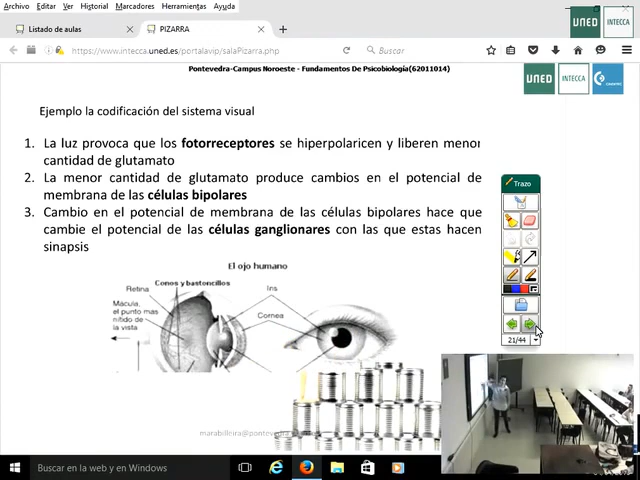 Archivo Editar Ver Historial Marcadores Herramientas Ayuda
Listado de aulas
PIZARRA
https://www.intecca.uned.es/portalavip/salaPizarra.php
Buscar
UNED
INTECCA
Pontevedra-Campus Noroeste - Fundamentos De Psicobiología(62011014)
UNED
INTECCA
Ejemplo la codificación del sistema visual
1. La luz provoca que los fotorreceptores se hiperpolaricen y liberen menor
cantidad de glutamato
2. La menor cantidad de glutamato produce cambios en el potencial de
membrana de las células bipolares
3. Cambio en el potencial de membrana de las células bipolares hace que
cambie el potencial de las células ganglionares con las que estas hacen
sinapsis
Trazo
El ojo humano
Conos y bastoncillos
Retina
Iris
Macula,
el punto mas
nítido de
la vista
Cornea
21/44
Buscar en la web y en Windows